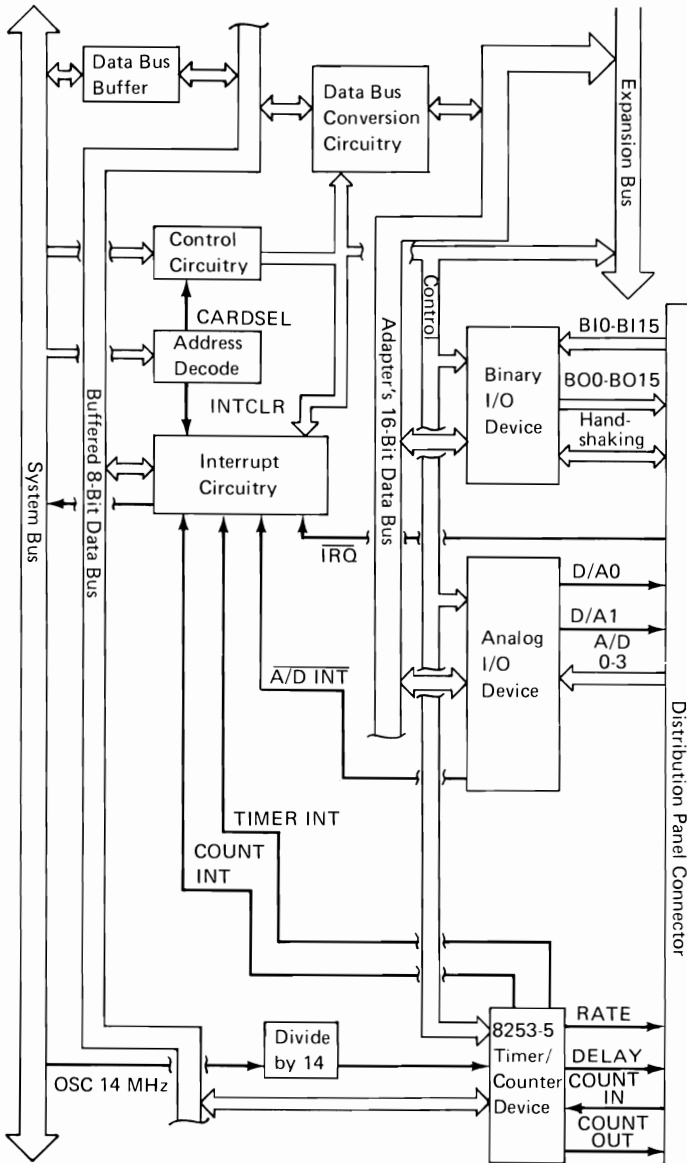 Data Bus
Buffer
Data Bus
Conversion
Circuitry
Expansion Bus
Control
Circuitry
CARDSEL
Address
Decode
INTCLR
Interrupt
Circuitry
System Bus
Buffered 8-Bit Data Bus
Adapter's 16-Bit Data Bus
Control
Binary
I/O
Device
BI0-BI15
BO0-BO15
Hand-
shaking
IRQ
Analog
I/O
Device
D/A0
D/A1
A/D
0-3
A/D INT
Distribution Panel Connector
TIMER INT
COUNT
INT
OSC 14 MHz
Divide
by 14
8253-5
Timer/
Counter
Device
RATE
DELAY
COUNT
IN
COUNT
OUT